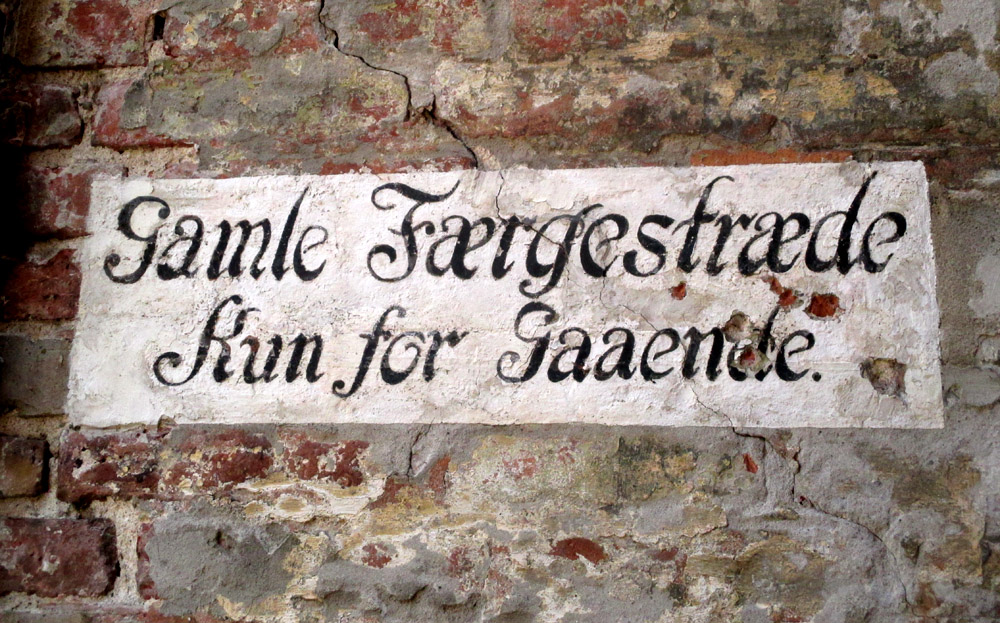 Gamle Færgestræde
Kun for Gaaende.